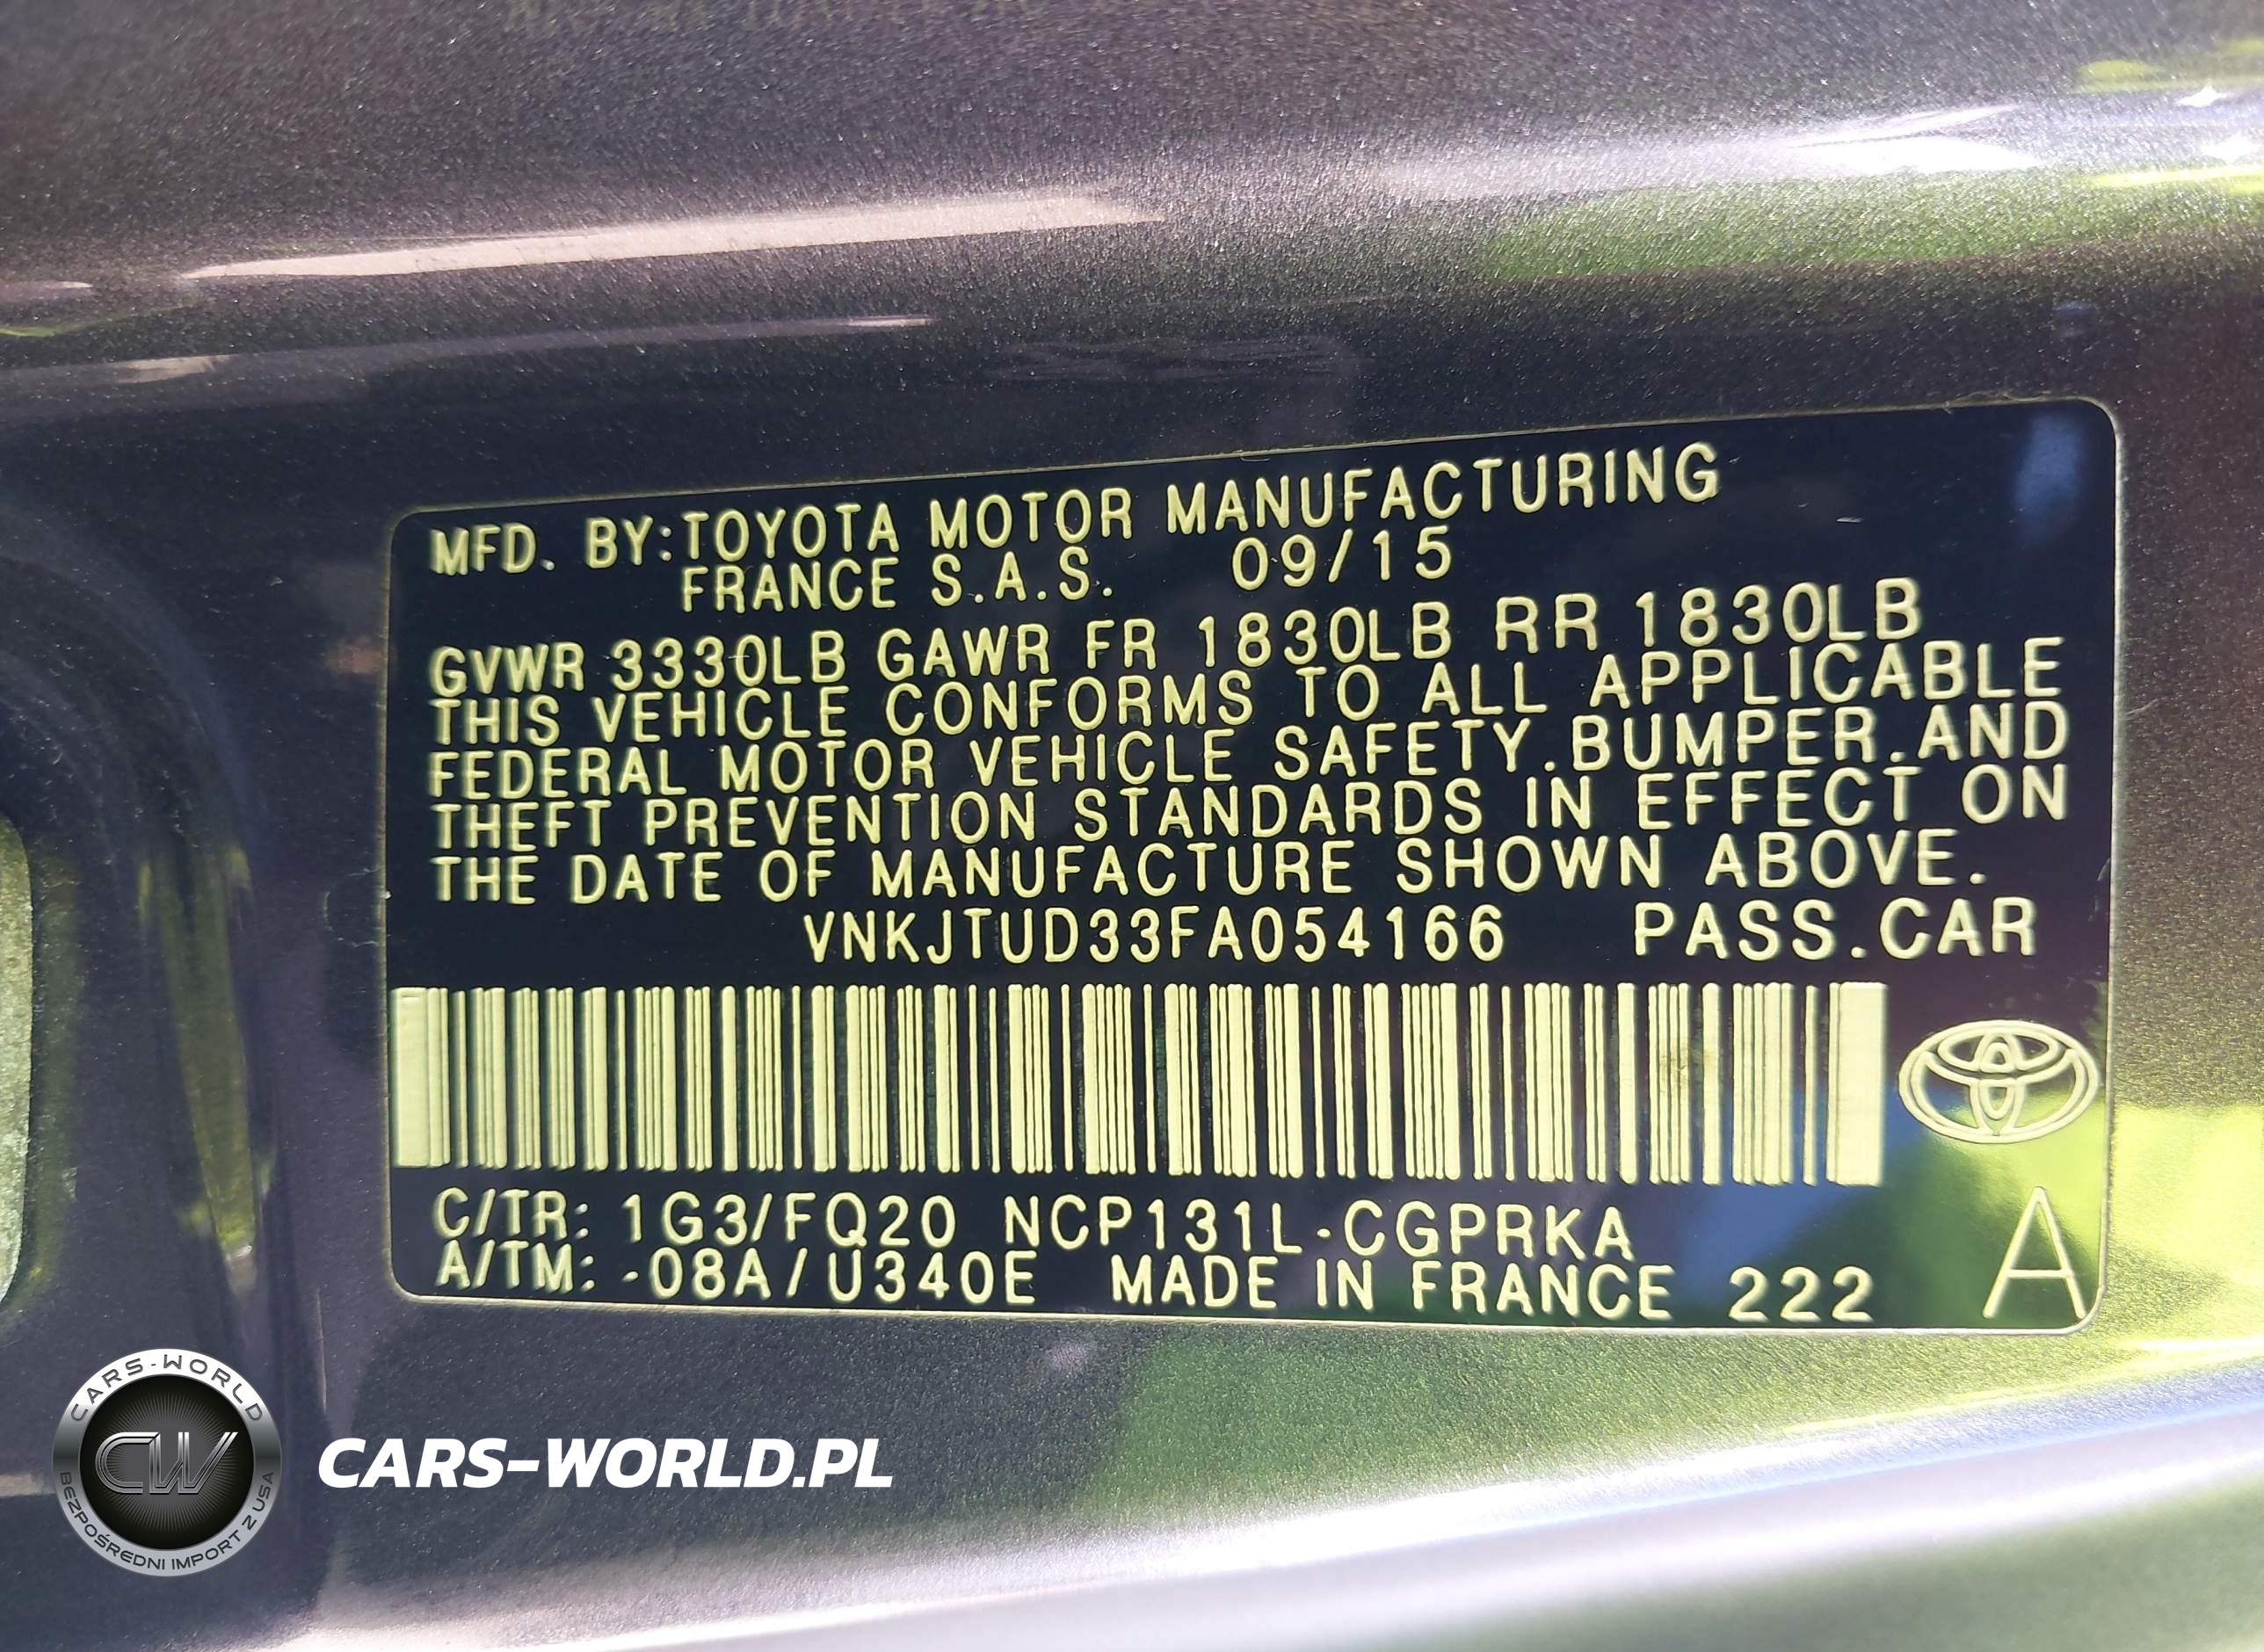 MFD. BY:TOYOTA MOTOR MANUFACTURING
FRANCE S.A.S. 09/15
GVWR 3330LB GAWR FR 1830LB RR 1830LB
THIS VEHICLE CONFORMS TO ALL APPLICABLE
FEDERAL MOTOR VEHICLE SAFETY.BUMPER.AND
THEFT PREVENTION STANDARDS IN EFFECT ON
THE DATE OF MANUFACTURE SHOWN ABOVE.
VNKJTUD33FA054166 PASS.CAR
C/TR: 1G3/FQ20 NCP131L-CGPRKA
A/TM: -08A/U340E MADE IN FRANCE 222 A
CARS-WORLD
CW
BEZPOŚREDNI IMPORT Z USA
CARS-WORLD.PL